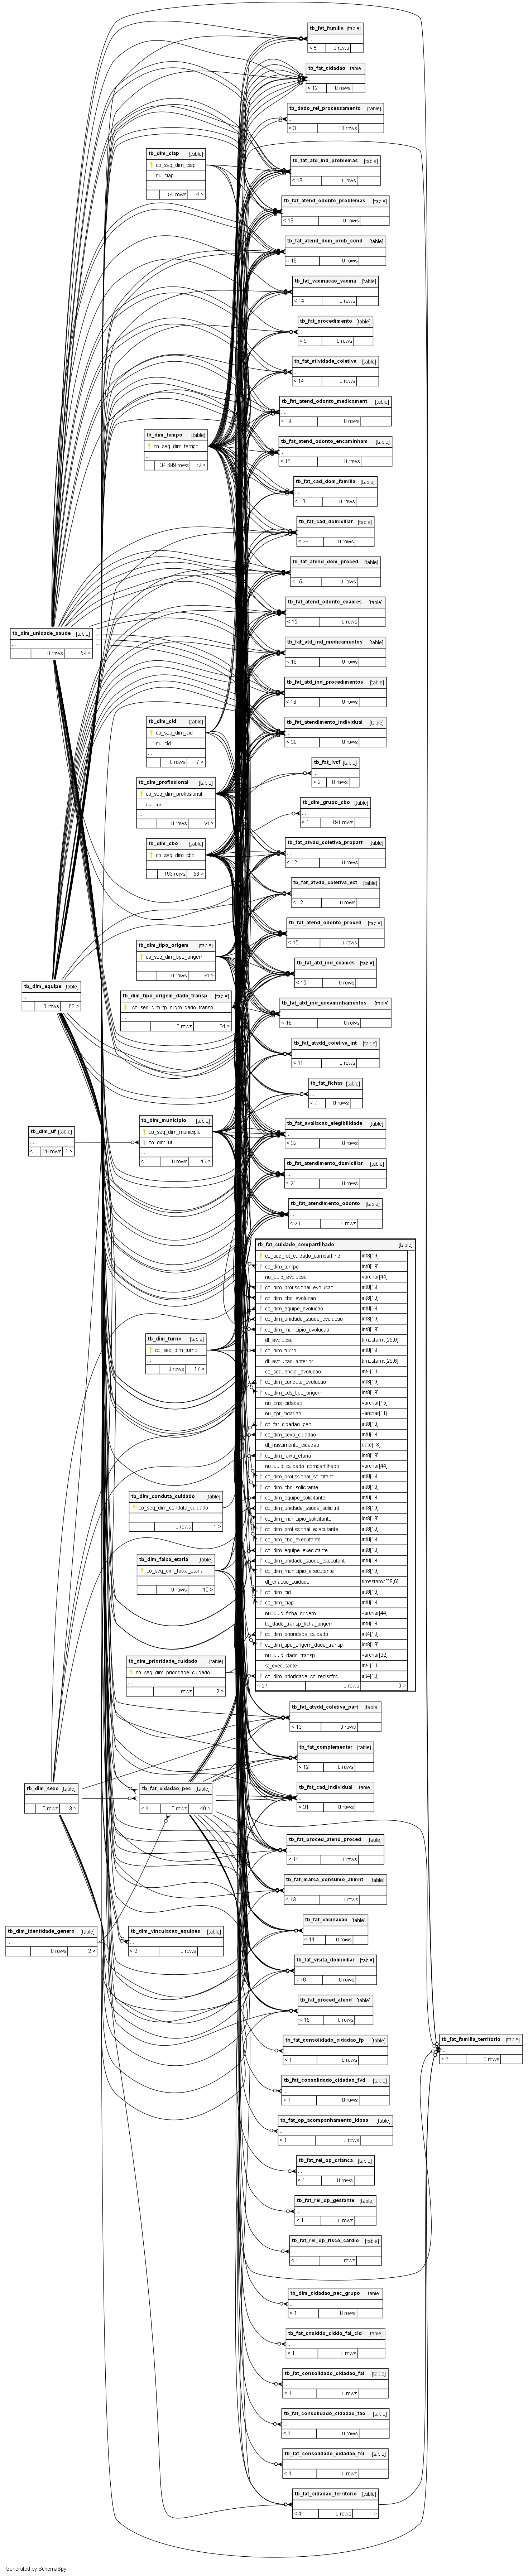 tb_fat_familia [table]
< 5 0 rows
tb_fat_cidadao [table]
< 12 0 rows
tb_dado_rel_processamento [table]
< 3 18 rows
tb_dim_ciap [table]
co_seq_dim_ciap
nu_ciap
...
64 rows 4 >
tb_fat_atd_ind_problemas [table]
< 19 0 rows
tb_fat_atend_odonto_problemas [table]
< 18 0 rows
tb_fat_atend_dom_prob_cond [table]
< 18 0 rows
tb_fat_vacinacao_vacina [table]
< 14 0 rows
tb_fat_procedimento [table]
< 8 0 rows
tb_fat_atividade_coletiva [table]
< 14 0 rows
tb_fat_atend_odonto_medicament [table]
< 19 0 rows
tb_dim_tempo [table]
co_seq_dim_tempo
...
82 >
tb_fat_atend_odonto_encaminham [table]
< 16 0 rows
tb_fat_cad_dom_familia [table]
< 13 0 rows
tb_fat_cad_domiciliar [table]
0 rows
tb_fat_atend_dom_proced [table]
< 15 0 rows
tb_fat_atend_odonto_exames [table]
< 15 0 rows
tb_dim_unidade_saude [table]
0 rows 59 >
tb_fat_atd_ind_medicamentos [table]
< 18 0 rows
tb_fat_atd_ind_procedimentos [table]
< 16 0 rows
tb_dim_cid [table]
co_seq_dim_cid
nu_cid
...
0 rows 7 >
tb_fat_atendimento_individual [table]
< 30 0 rows
tb_fat_ivcf [table]
< 2 0 rows
tb_dim_profissional [table]
co_seq_dim_profissional
nu_cns
...
0 rows 54 >
tb_dim_grupo_cbo [table]
< 1 191 rows
tb_dim_cbo [table]
co_seq_dim_cbo
...
193 rows 56 >
tb_fat_atvdd_coletiva_propart [table]
< 12 0 rows
tb_fat_atvdd_coletiva_ext [table]
< 12 0 rows
tb_fat_atend_odonto_proced [table]
< 15 0 rows
tb_dim_tipo_origem [table]
co_seq_dim_tipo_origem
...
0 rows 34 >
tb_fat_atd_ind_exames [table]
< 15 0 rows
tb_dim_equipe [table]
0 rows 60 >
tb_dim_tipo_origem_dado_transp [table]
co_seq_dim_tp_orgm_dado_transp
...
0 rows 34 >
tb_fat_atd_ind_encaminhamentos [table]
< 16 0 rows
tb_fat_atvdd_coletiva_int [table]
< 11 0 rows
tb_fat_fichas [table]
< 7 0 rows
tb_dim_uf [table]
< 1 28 rows 1 >
tb_dim_municipio [table]
co_seq_dim_municipio
co_dim_uf
...
< 1 0 rows 45 >
tb_fat_avaliacao_elegibilidade [table]
< 32 0 rows
tb_fat_atendimento_domiciliar [table]
< 21 0 rows
tb_fat_atendimento_odonto [table]
< 23 0 rows
tb_fat_cuidado_compartilhado [table]
co_seq_fat_cuidado_compartilhd int8[19]
co_dim_tempo int8[19]
nu_uuid_evolucao varchar[44]
co_dim_profissional_evolucao int8[19]
co_dim_cbo_evolucao int8[19]
co_dim_equipe_evolucao int8[19]
co_dim_unidade_saude_evolucao int8[19]
co_dim_municipio_evolucao int8[19]
dt_evolucao timestamp[29,6]
co_dim_turno int8[19]
dt_evolucao_anterior timestamp[29,6]
co_sequencial_evolucao int4[10]
co_dim_conduta_evolucao int8[19]
co_dim_cds_tipo_origem int8[19]
nu_cns_cidadao varchar[15]
nu_cpf_cidadao varchar[11]
co_fat_cidadao_pec int8[19]
co_dim_sexo_cidadao int8[19]
dt_nascimento_cidadao date[13]
co_dim_faixa_etaria int8[19]
nu_uuid_cuidado_compartilhado varchar[44]
co_dim_profissional_solicitant int8[19]
co_dim_cbo_solicitante int8[19]
co_dim_equipe_solicitante int8[19]
co_dim_unidade_saude_solicitnt int8[19]
co_dim_municipio_solicitante int8[19]
co_dim_profissional_executante int8[19]
co_dim_cbo_executante int8[19]
co_dim_equipe_executante int8[19]
co_dim_unidade_saude_executant int8[19]
co_dim_municipio_executante int8[19]
dt_criacao_cuidado timestamp[29,6]
co_dim_cid int8[19]
co_dim_ciap int8[19]
nu_uuid_ficha_origem varchar[44]
tp_dado_transp_ficha_origem int8[19]
co_dim_prioridade_cuidado int4[10]
co_dim_tipo_origem_dado_transp int8[19]
nu_uuid_dado_transp varchar[92]
st_executante int4[10]
co_dim_prioridade_cc_reclssfcc int4[10]
< 27 0 rows 0 >
tb_dim_turno [table]
co_seq_dim_turno
...
0 rows 17 >
tb_dim_conduta_cuidado [table]
co_seq_dim_conduta_cuidado
...
0 rows 1 >
tb_dim_faixa_etaria [table]
co_seq_dim_faixa_etaria
...
0 rows 10 >
tb_dim_prioridade_cuidado [table]
co_seq_dim_prioridade_cuidado
...
0 rows 2 >
tb_fat_atvdd_coletiva_part [table]
< 13 0 rows
tb_fat_complementar [table]
< 12 0 rows
tb_dim_sexo [table]
0 rows 13 >
tb_fat_cidadao_pec [table]
< 4 0 rows 40 >
tb_fat_cad_individual [table]
< 31 0 rows
tb_fat_proced_atend_proced [table]
< 14 0 rows
tb_fat_marca_consumo_alimnt [table]
< 13 0 rows
tb_dim_identidade_genero [table]
0 rows 2 >
tb_dim_vinculacao_equipes [table]
< 2 0 rows
tb_fat_vacinacao [table]
< 14 0 rows
tb_fat_visita_domiciliar [table]
< 16 0 rows
tb_fat_proced_atend [table]
< 15 0 rows
tb_fat_familia_territorio [table]
< 6 0 rows
tb_fat_consolidado_cidadao_fp [table]
< 1 0 rows
tb_fat_consolidado_cidadao_fvd [table]
< 1 0 rows
tb_fat_op_acompanhamento_idosa [table]
< 1 0 rows
tb_fat_rel_op_crianca [table]
< 1 0 rows
tb_fat_rel_op_gestante [table]
< 1 0 rows
tb_fat_rel_op_risco_cardio [table]
< 1 0 rows
tb_dim_cidadao_pec_grupo [table]
< 1 0 rows
tb_fat_cnslddo_ciddo_fai_cid [table]
< 1 0 rows
tb_fat_consolidado_cidadao_fai [table]
< 1 0 rows
tb_fat_consolidado_cidadao_fao [table]
< 1 0 rows
tb_fat_consolidado_cidadao_fci [table]
< 1 0 rows
tb_fat_cidadao_territorio [table]
< 4 0 rows 1 >
Generated by SchemaSpy